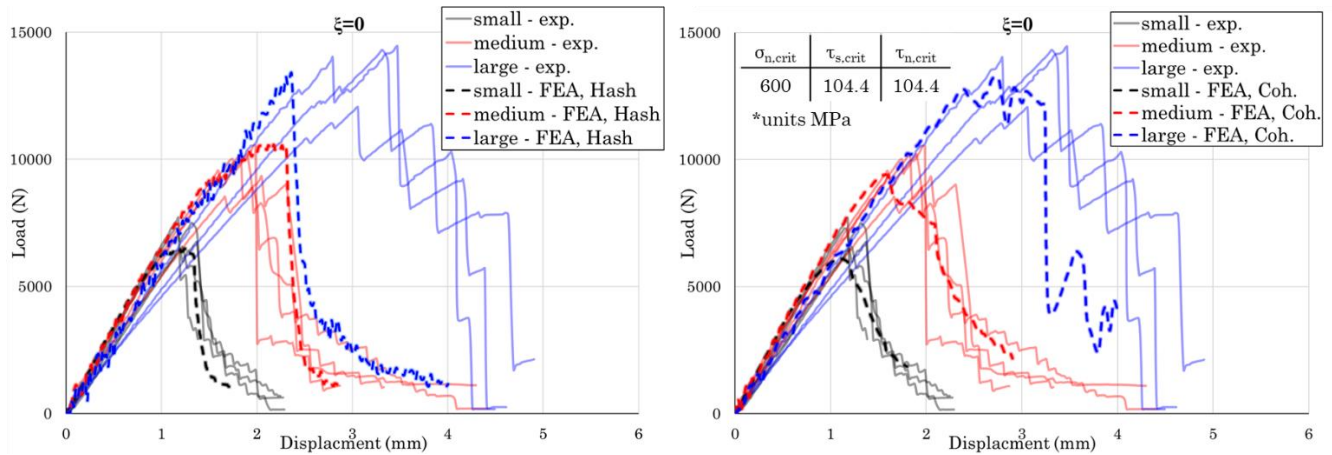 ξ=0
small - exp.
medium - exp.
large - exp.
small - FEA, Hash
medium - FEA, Hash
large - FEA, Hash
15000
10000
5000
0
Load (N)
0 1 2 3 4 5 6
Displacment (mm)
ξ=0
small - exp.
medium - exp.
large - exp.
small - FEA, Coh.
medium - FEA, Coh.
large - FEA, Coh.
σn,crit τs,crit τn,crit
600 104.4 104.4
*units MPa
15000
10000
5000
0
Load (N)
0 1 2 3 4 5 6
Displacment (mm)